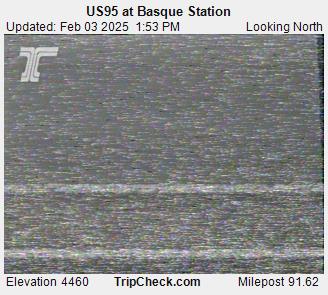 US95 at Basque Station
Updated: Feb 03 2025 1:53 PM Looking North
Elevation 4460 TripCheck.com Milepost 91.62